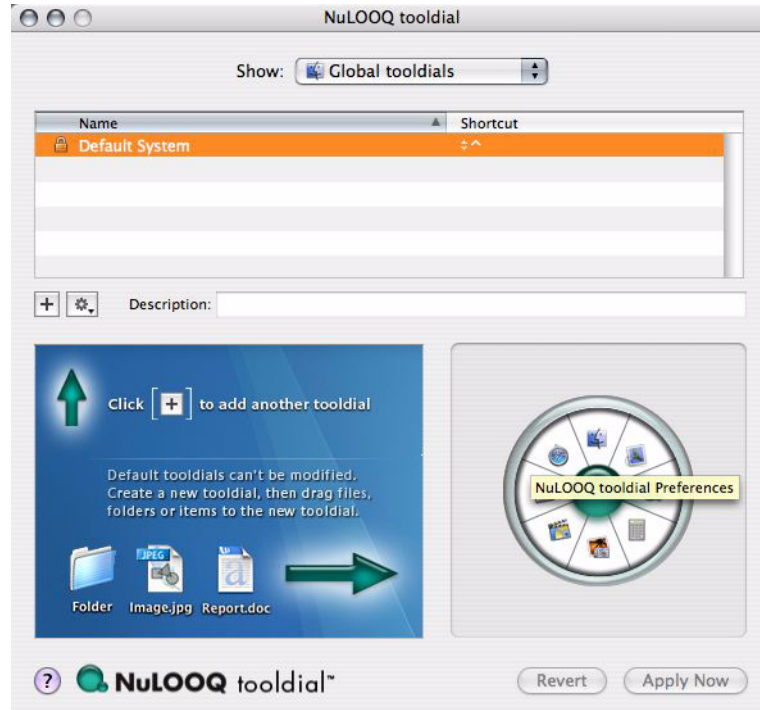 NuLOOQ tooldial
Show: Global tooldials
Name Shortcut
Default System ^
Description:
Click [+] to add another tooldial
Default tooldials can't be modified.
Create a new tooldial, then drag files,
folders or items to the new tooldial.
NuLOOQ tooldial Preferences
JPEG
Folder Image.jpg Report.doc
? NuLOOQ tooldial™
Revert Apply Now